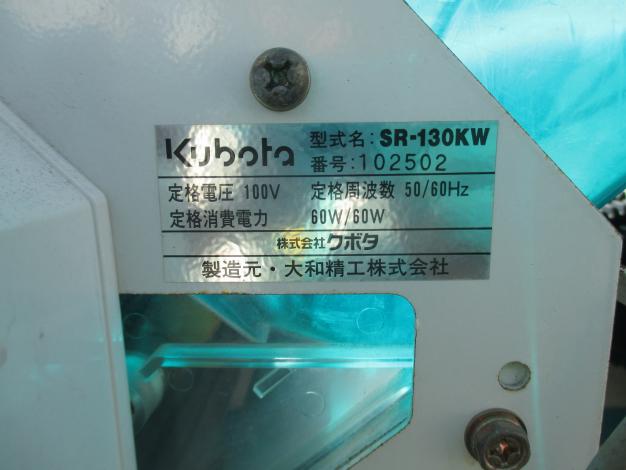 Kubota 型式名:SR-130KW
番号:102502
定格電圧 100V 定格周波数 50/60Hz
定格消費電力 60W/60W
株式会社クボタ
製造元・大和精工株式会社